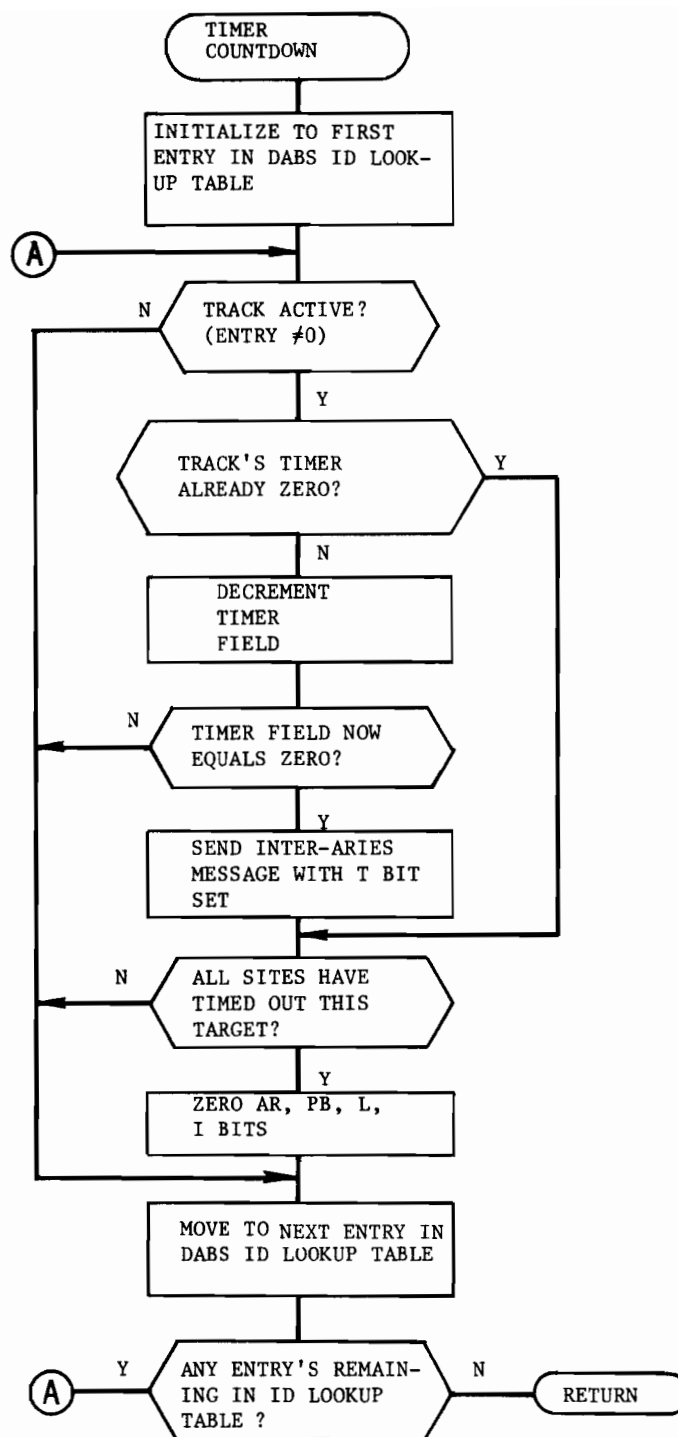 TIMER
COUNTDOWN
INITIALIZE TO FIRST
ENTRY IN DABS ID LOOK-
UP TABLE
A
N
TRACK ACTIVE?
(ENTRY ≠0)
Y
TRACK'S TIMER
ALREADY ZERO?
Y
N
DECREMENT
TIMER
FIELD
N
TIMER FIELD NOW
EQUALS ZERO?
Y
SEND INTER-ARIES
MESSAGE WITH T BIT
SET
N
ALL SITES HAVE
TIMED OUT THIS
TARGET?
Y
ZERO AR, PB, L,
I BITS
MOVE TO NEXT ENTRY IN
DABS ID LOOKUP TABLE
A
Y
ANY ENTRY'S REMAIN-
ING IN ID LOOKUP
TABLE ?
N
RETURN